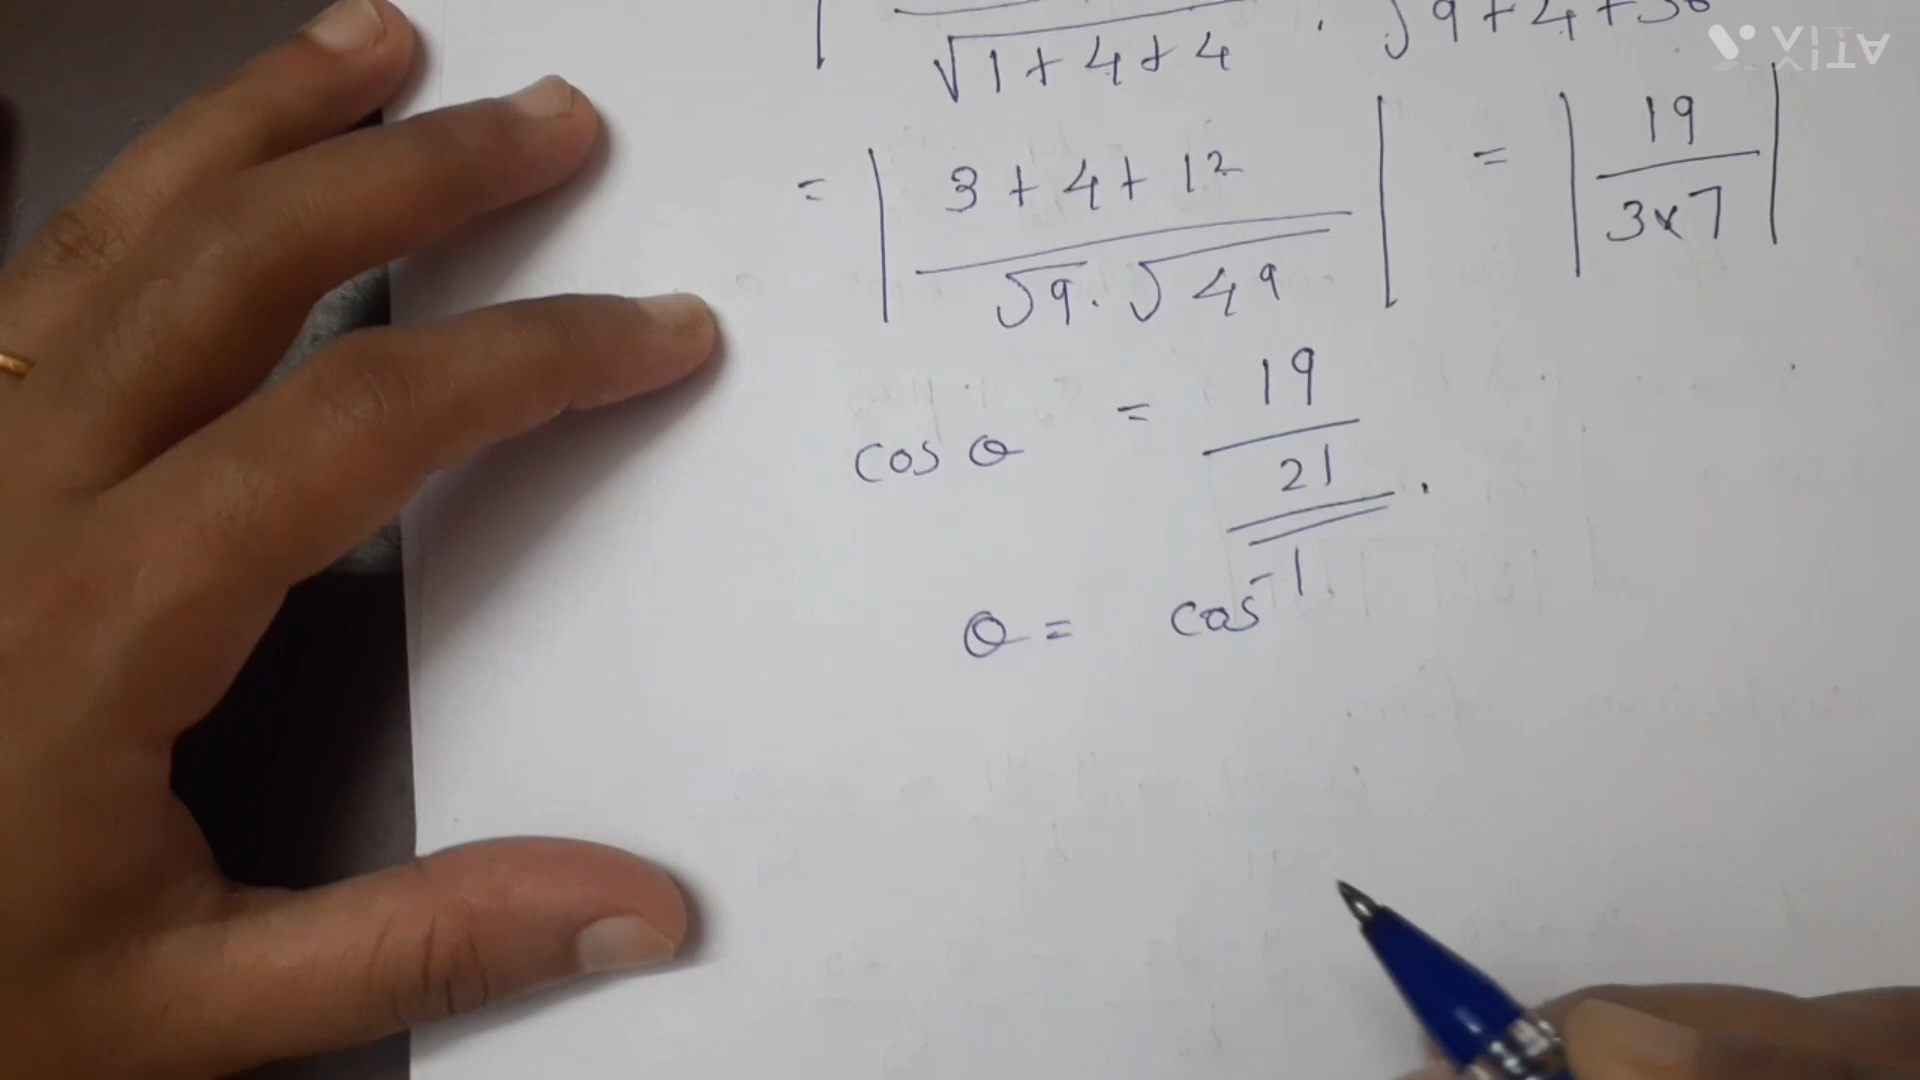 √1+4+4 . √9+4+36
= | 3+4+12 / √9.√49 | = | 19 / 3×7 |
cos θ = 19/21.
θ = cos⁻¹
VITA